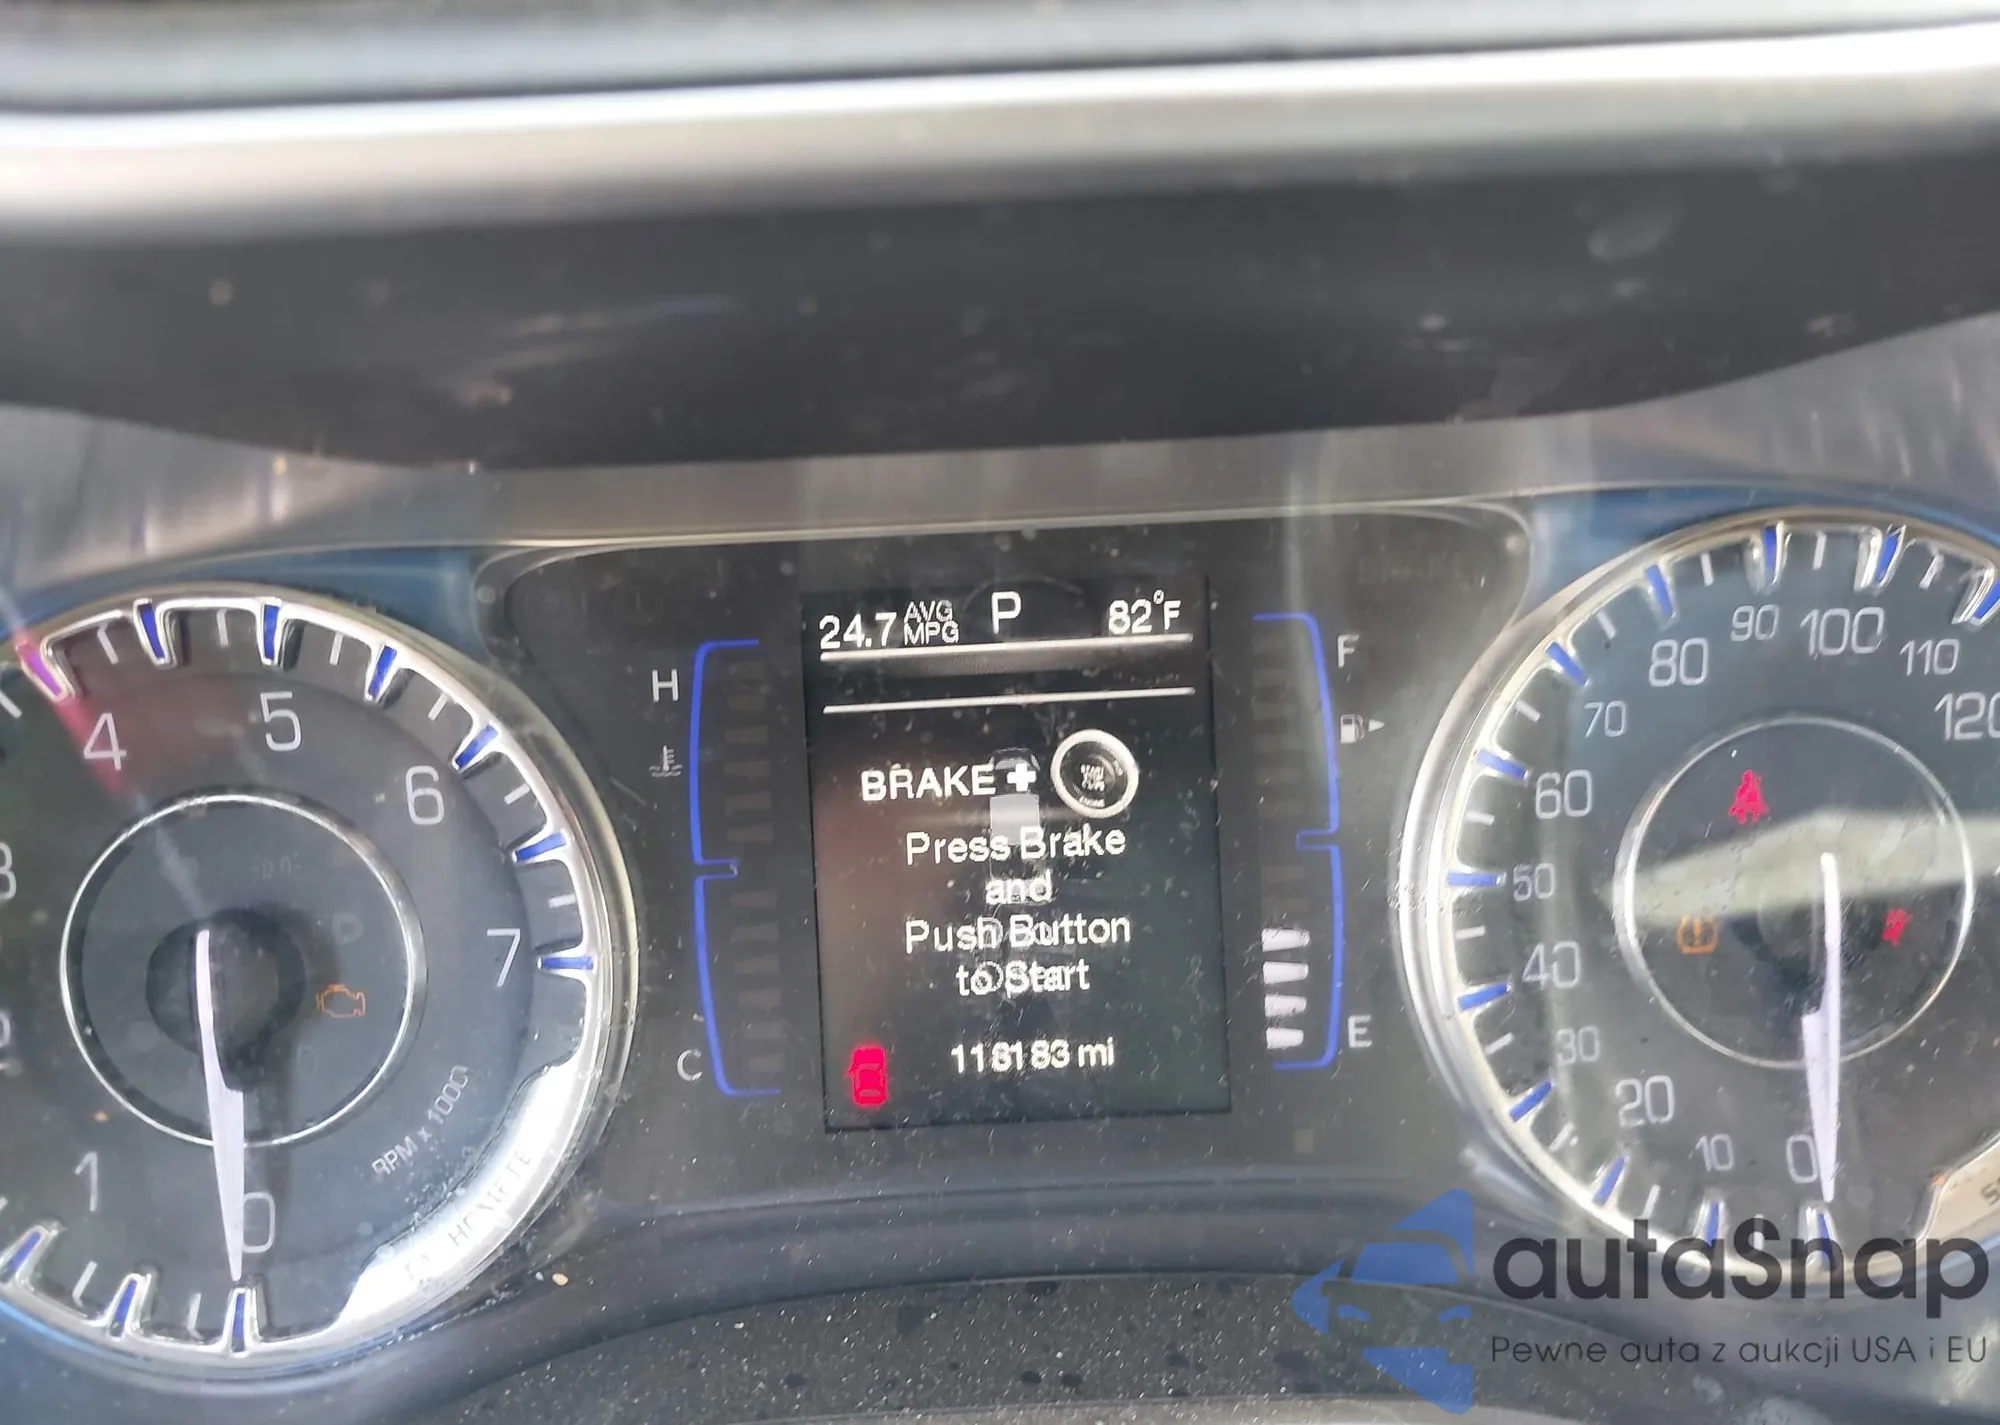 24.7 AVG MPG P 82°F
BRAKE +
Press Brake
and
Push Button
to Start
118183 mi
H
C
F
E
1
4
5
6
7
0
RPM x 1000
0
10
20
30
40
50
60
70
80
90
100
110
120
autaSnap
Pewne auta z aukcji USA i EU